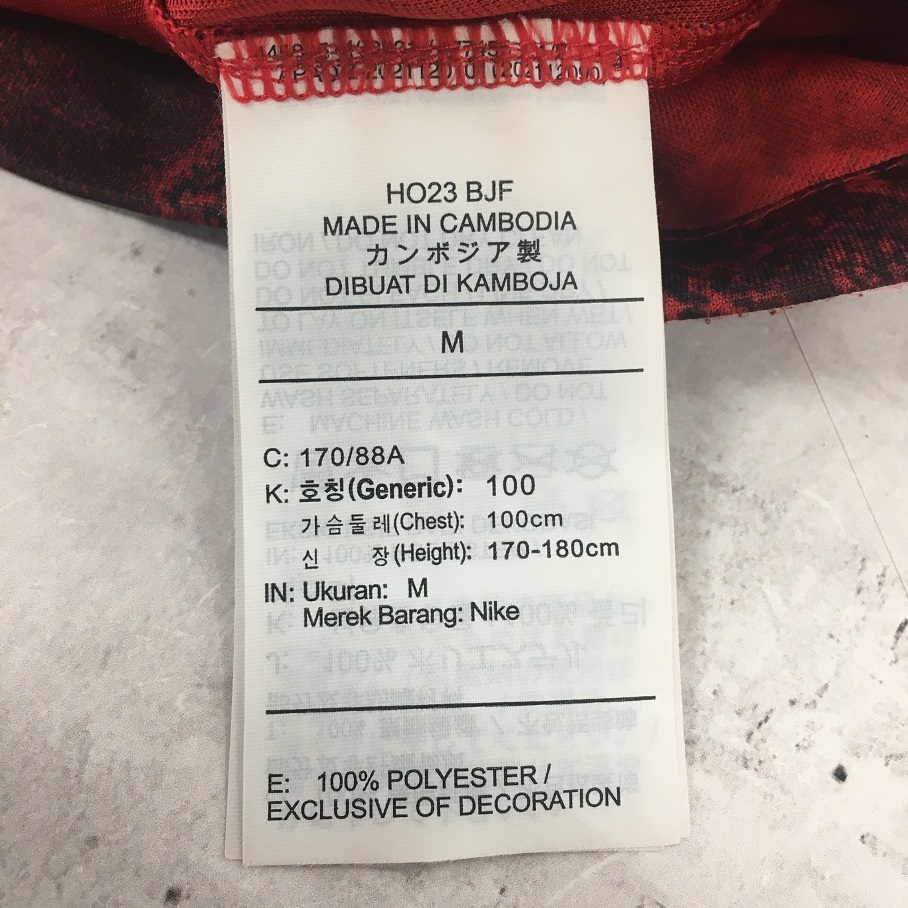 HO23 BJF
MADE IN CAMBODIA
カンボジア製
DIBUAT DI KAMBOJA
M
C: 170/88A
K: 호칭(Generic): 100
가슴둘레(Chest): 100cm
신 장(Height): 170-180cm
IN: Ukuran: M
Merek Barang: Nike
E: 100% POLYESTER /
EXCLUSIVE OF DECORATION